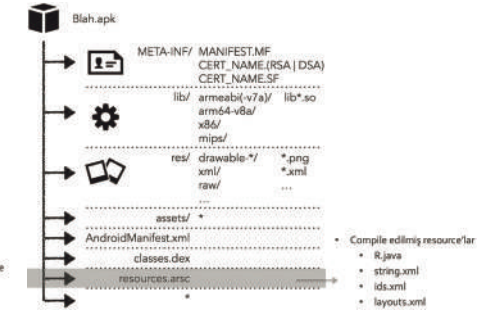 Blah.apk
META-INF/ MANIFEST.MF
CERT_NAME.(RSA | DSA)
CERT_NAME.SF
lib/ armeabi(-v7a)/ lib*.so
arm64-v8a/
x86/
mips/
res/ drawable-*/ *.png
xml/ *.xml
raw/ ...
...
assets/ *
AndroidManifest.xml
classes.dex
resources.arsc
*
• Compile edilmiş resource'lar
• R.java
• string.xml
• ids.xml
• layouts.xml
e